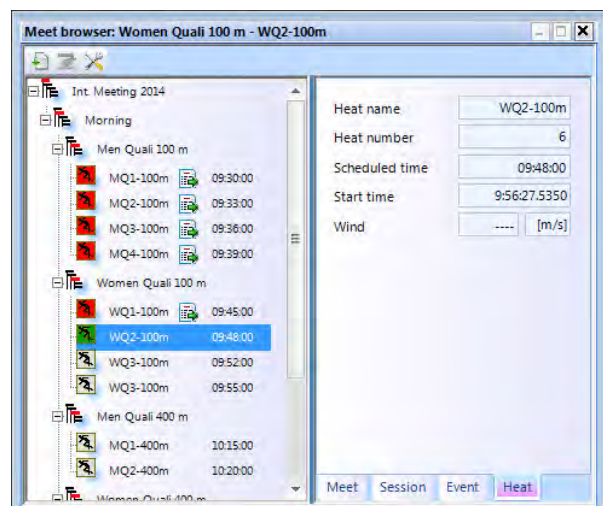 Meet browser: Women Quali 100 m - WQ2-100m
Int. Meeting 2014
Morning
Men Quali 100 m
MQ1-100m 09:30:00
MQ2-100m 09:33:00
MQ3-100m 09:36:00
MQ4-100m 09:39:00
Women Quali 100 m
WQ1-100m 09:45:00
WQ2-100m 09:48:00
WQ3-100m 09:52:00
WQ3-100m 09:55:00
Men Quali 400 m
MQ1-400m 10:15:00
MQ2-400m 10:20:00
Women Quali 400 m
Heat name WQ2-100m
Heat number 6
Scheduled time 09:48:00
Start time 9:56:27.5350
Wind ---- [m/s]
Meet Session Event Heat